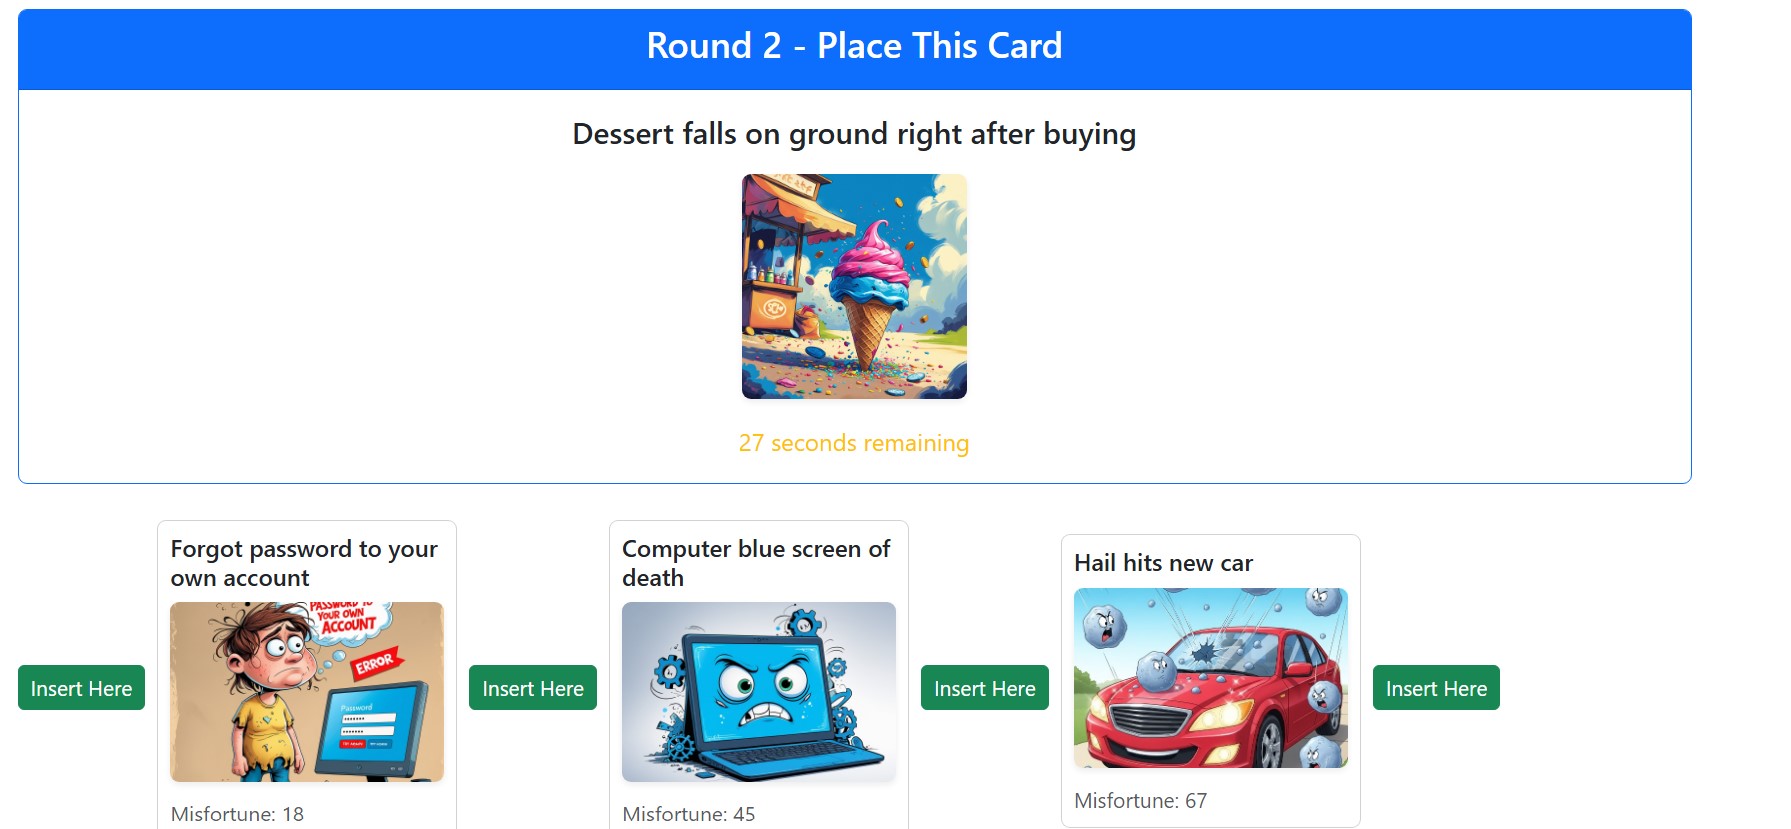 Round 2 - Place This Card
Dessert falls on ground right after buying
27 seconds remaining
Insert Here
Forgot password to your
own account
PASSWORD TO
YOUR OWN
ACCOUNT
ERROR
Password
Misfortune: 18
Insert Here
Computer blue screen of
death
Misfortune: 45
Insert Here
Hail hits new car
Misfortune: 67
Insert Here